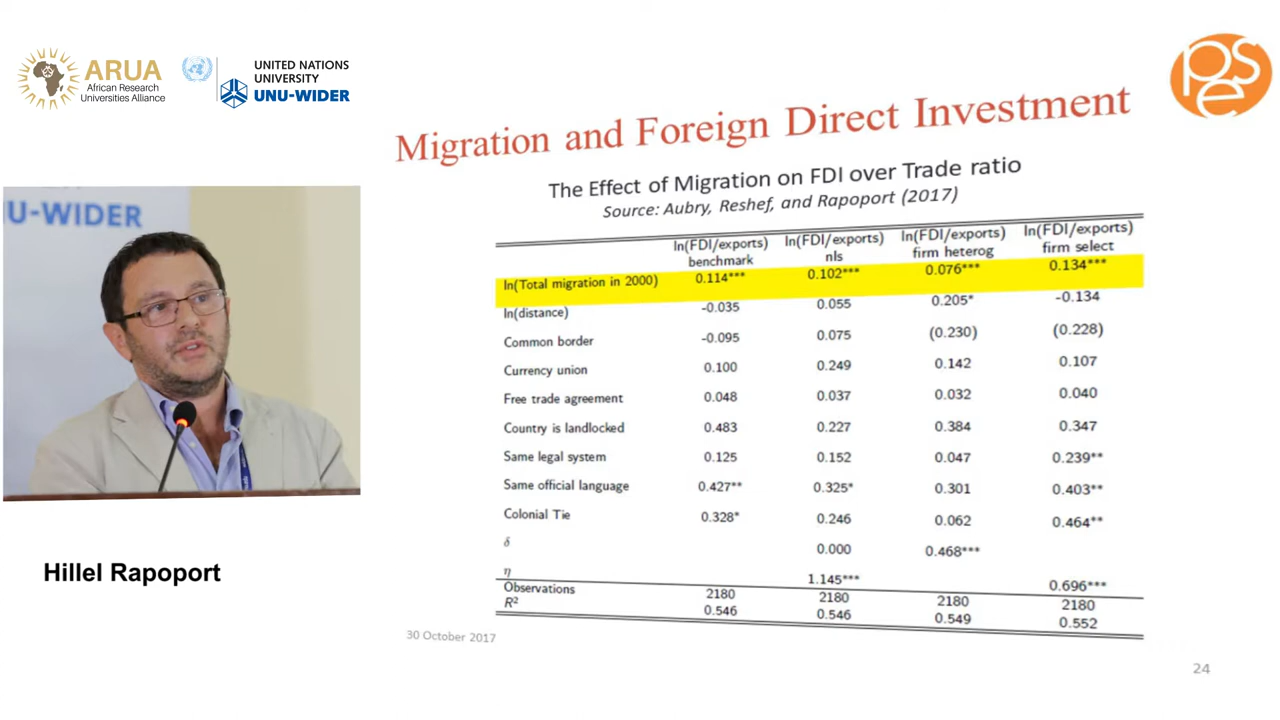 ARUA
African Research
Universities Alliance
UNITED NATIONS
UNIVERSITY
UNU-WIDER
pse
Migration and Foreign Direct Investment
The Effect of Migration on FDI over Trade ratio
Source: Aubry, Reshef, and Rapoport (2017)
ln(FDI/exports) ln(FDI/exports) ln(FDI/exports) ln(FDI/exports)
benchmark nls firm heterog firm select
ln(Total migration in 2000) 0.114*** 0.102*** 0.076*** 0.134***
ln(distance) -0.035 0.055 0.205* -0.134
Common border -0.095 0.075 (0.230) (0.228)
Currency union 0.100 0.249 0.142 0.107
Free trade agreement 0.048 0.037 0.032 0.040
Country is landlocked 0.483 0.227 0.384 0.347
Same legal system 0.125 0.152 0.047 0.239**
Same official language 0.427** 0.325* 0.301 0.403**
Colonial Tie 0.328* 0.246 0.062 0.464**
δ 0.000 0.468***
η 1.145*** 0.696***
Observations 2180 2180 2180 2180
R² 0.546 0.546 0.549 0.552
U-WIDER
Hillel Rapoport
30 October 2017
24